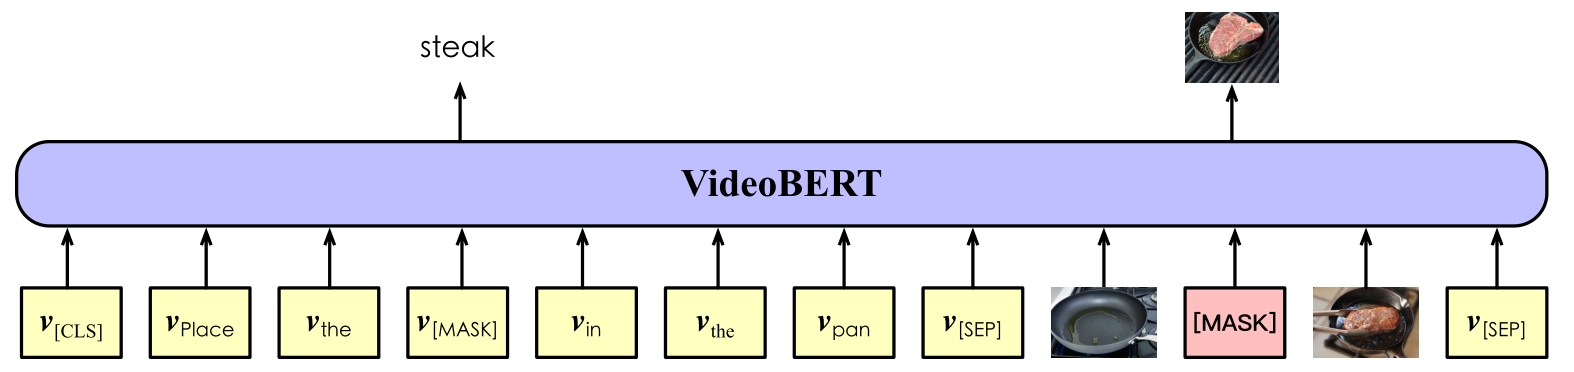 steak
VideoBERT
v[CLS] vPlace vthe v[MASK] vin vthe vpan v[SEP] [MASK] v[SEP]